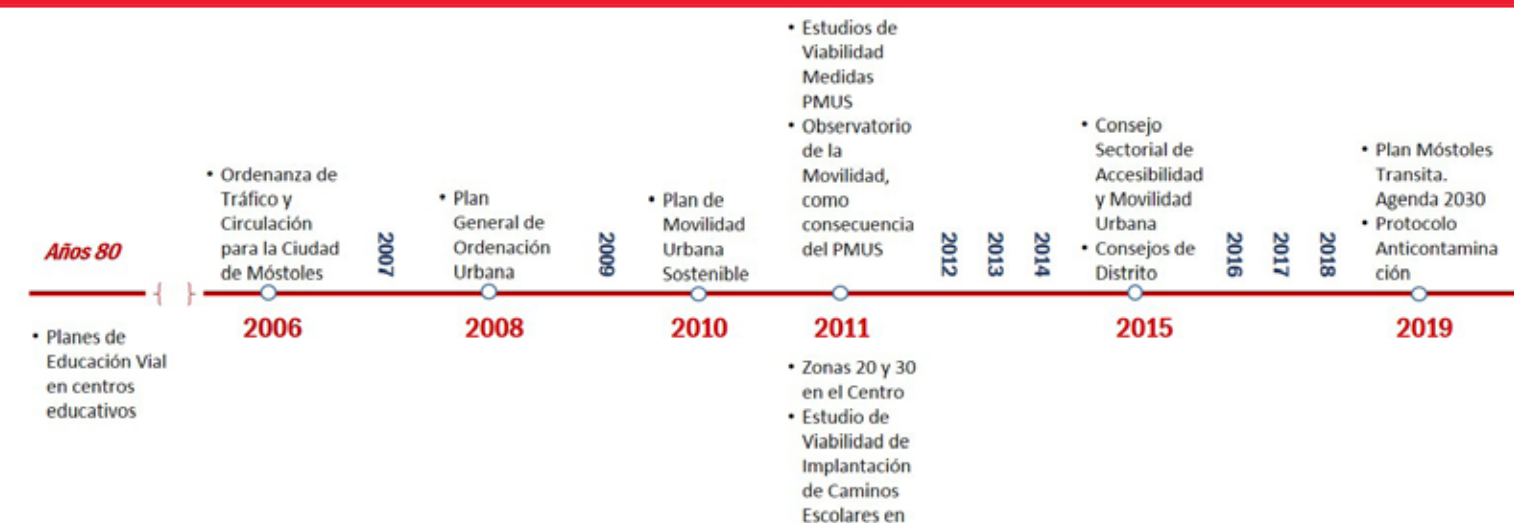 Años 80
• Planes de
Educación Vial
en centros
educativos
• Ordenanza de
Tráfico y
Circulación
para la Ciudad
de Móstoles
2006
2007
• Plan
General de
Ordenación
Urbana
2008
2009
• Plan de
Movilidad
Urbana
Sostenible
2010
• Estudios de
Viabilidad
Medidas
PMUS
• Observatorio
de la
Movilidad,
como
consecuencia
del PMUS
2011
• Zonas 20 y 30
en el Centro
• Estudio de
Viabilidad de
Implantación
de Caminos
Escolares en
2012
2013
2014
• Consejo
Sectorial de
Accesibilidad
y Movilidad
Urbana
• Consejos de
Distrito
2015
2016
2017
2018
• Plan Móstoles
Transita.
Agenda 2030
• Protocolo
Anticontamina
ción
2019